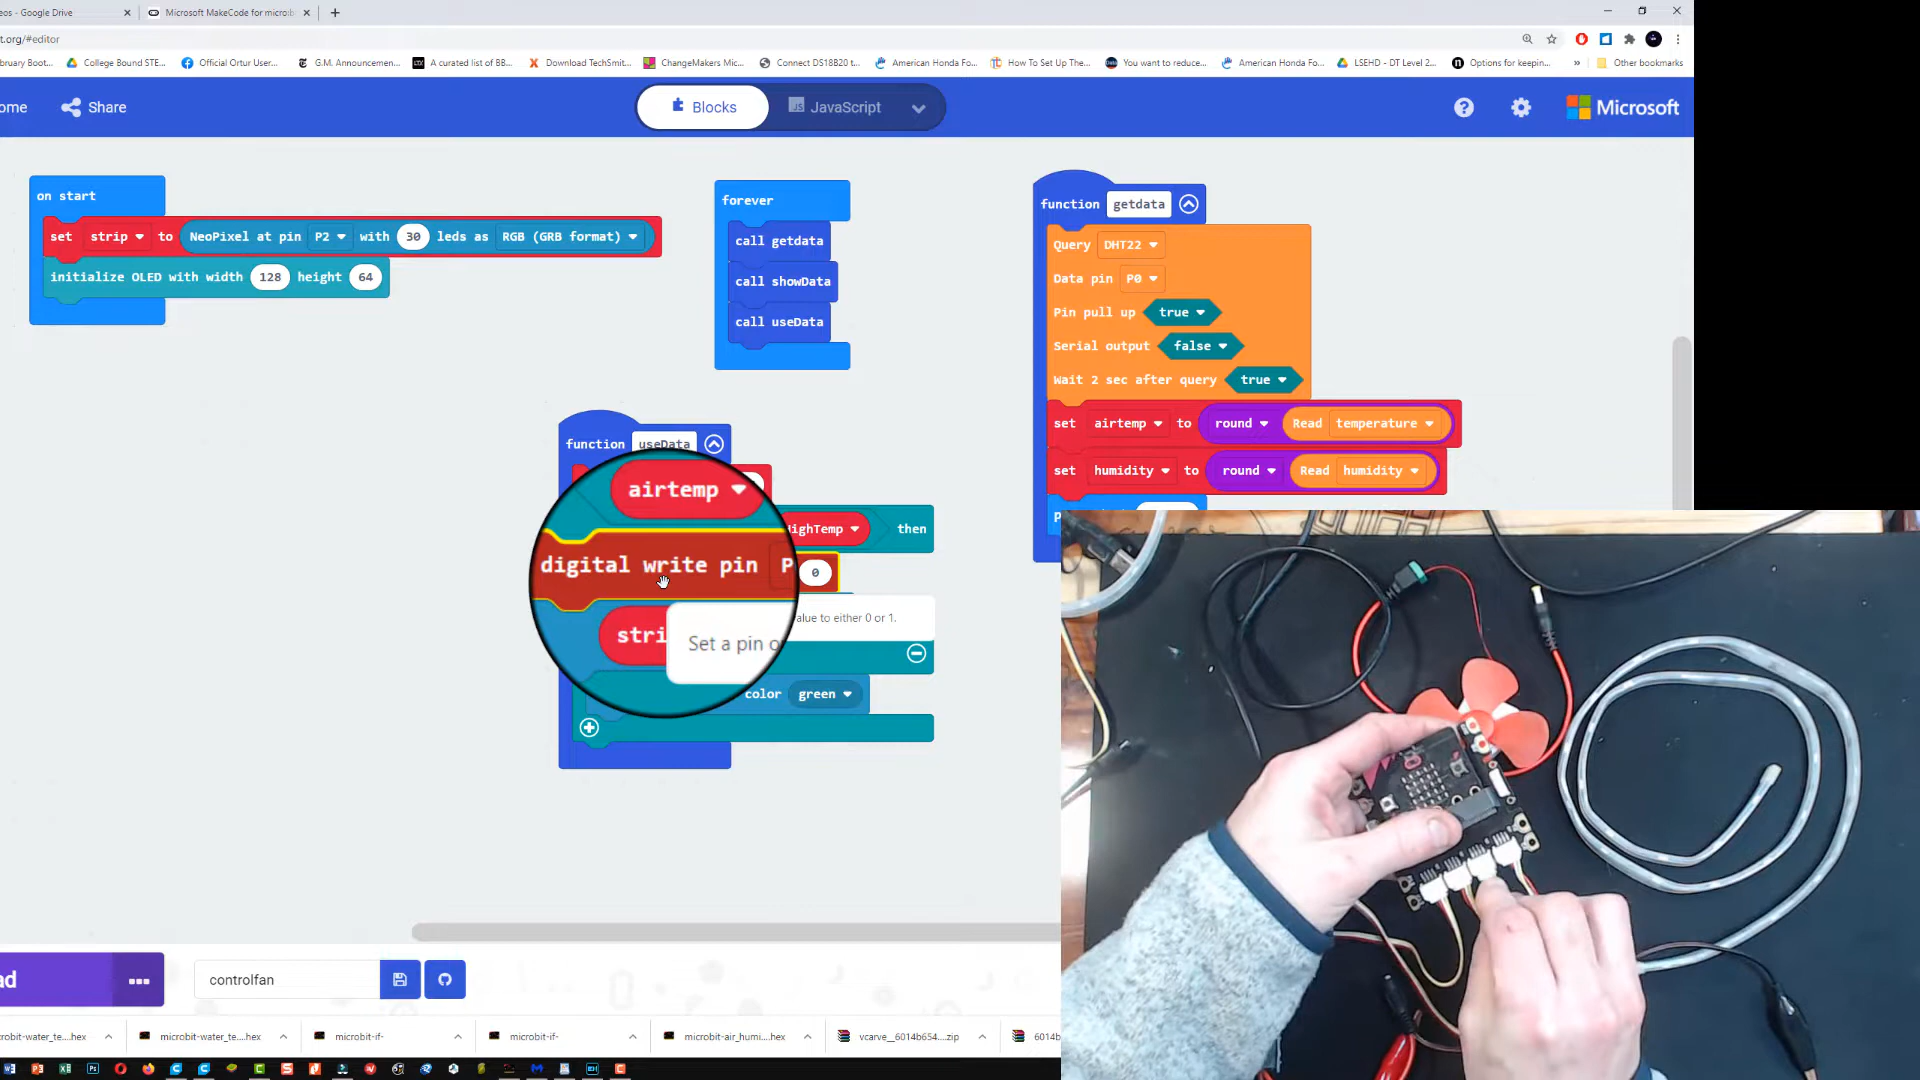 eos - Google Drive
Microsoft MakeCode for micro:bi
t.org/#editor
bruary Boot...
College Bound STE...
Official Ortur User...
G.M. Announcemen...
A curated list of BB...
Download TechSmit...
ChangeMakers Mic...
Connect DS18B20 t...
American Honda Fo...
How To Set Up The...
You want to reduce...
American Honda Fo...
LSEHD - DT Level 2...
Options for keepin...
Other bookmarks
ome
Share
Blocks
JavaScript
Microsoft
on start
set strip to NeoPixel at pin P2 with 30 leds as RGB (GRB format)
initialize OLED with width 128 height 64
forever
call getdata
call showData
call useData
function getdata
Query DHT22
Data pin P0
Pin pull up true
Serial output false
Wait 2 sec after query true
set airtemp to round Read temperature
set humidity to round Read humidity
function useData
airtemp
HighTemp then
digital write pin P 0
stri
Set a pin o
alue to either 0 or 1.
color green
ad
controlfan
icrobit-water_te....hex
microbit-water_te....hex
microbit-if-
microbit-if-
microbit-air_humi....hex
vcarve__6014b654....zip
6014b